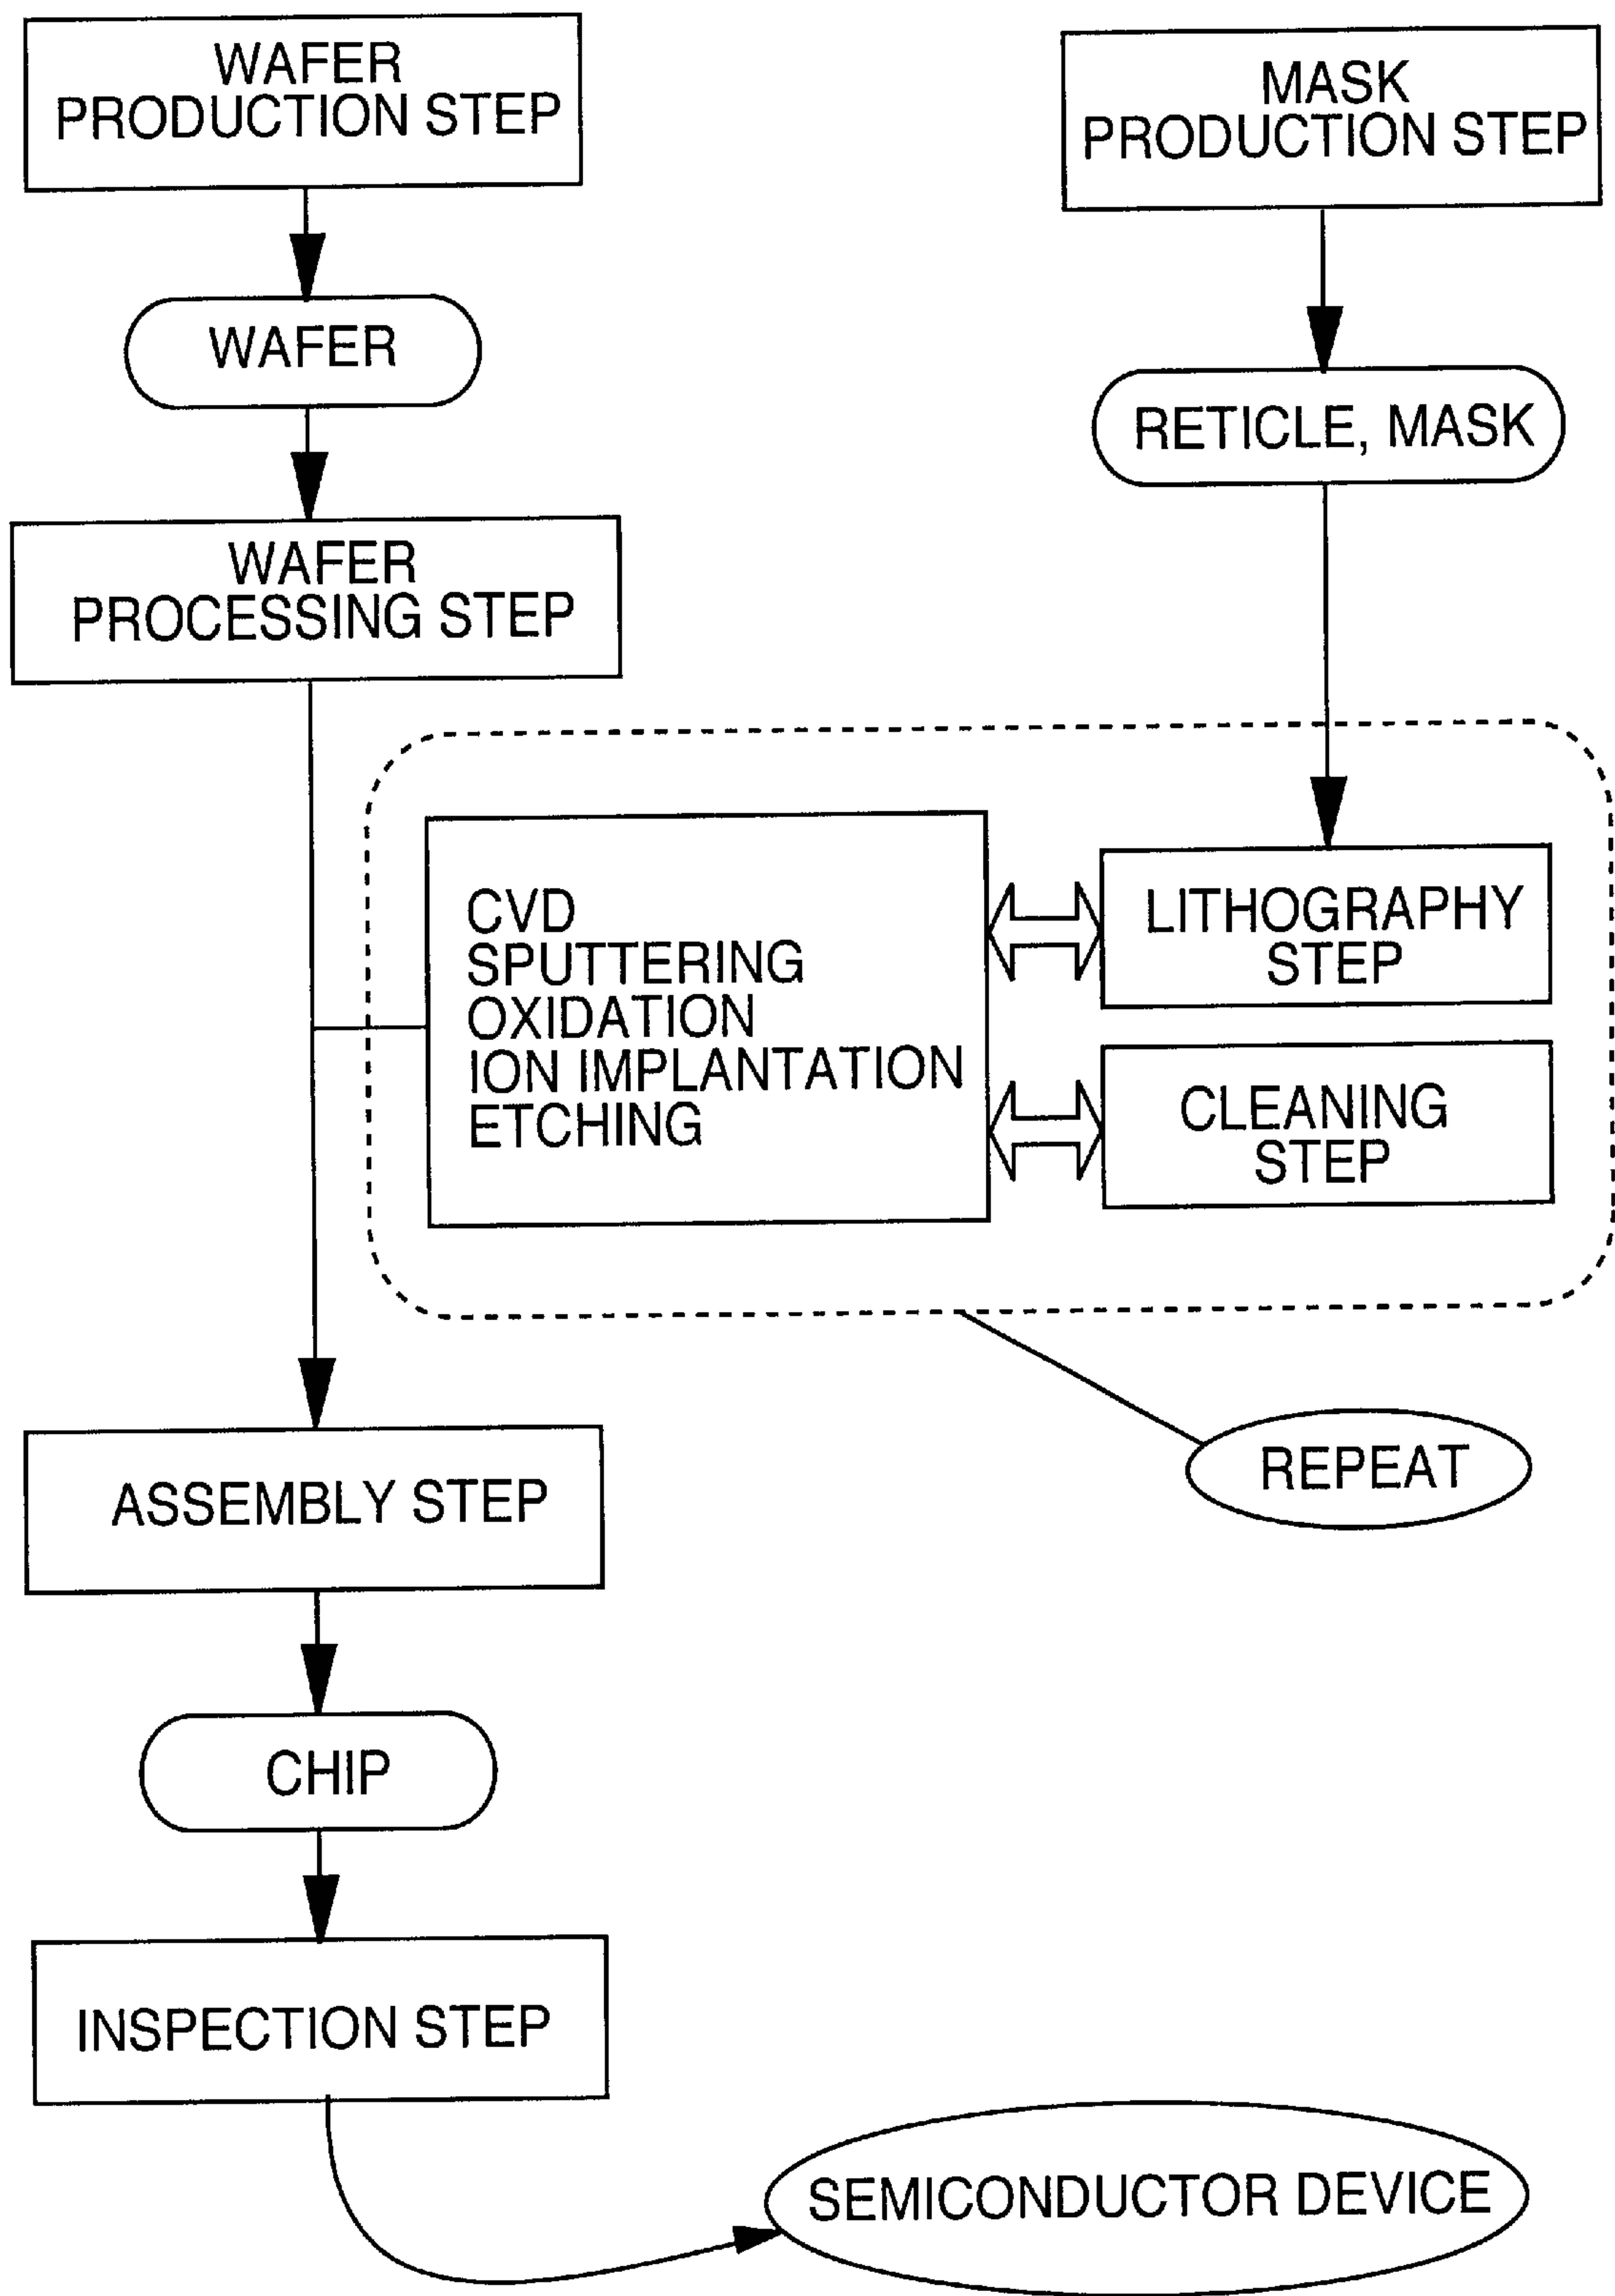 WAFER
PRODUCTION STEP
MASK
PRODUCTION STEP
WAFER
RETICLE, MASK
WAFER
PROCESSING STEP
CVD
SPUTTERING
OXIDATION
ION IMPLANTATION
ETCHING
LITHOGRAPHY
STEP
CLEANING
STEP
REPEAT
ASSEMBLY STEP
CHIP
INSPECTION STEP
SEMICONDUCTOR DEVICE